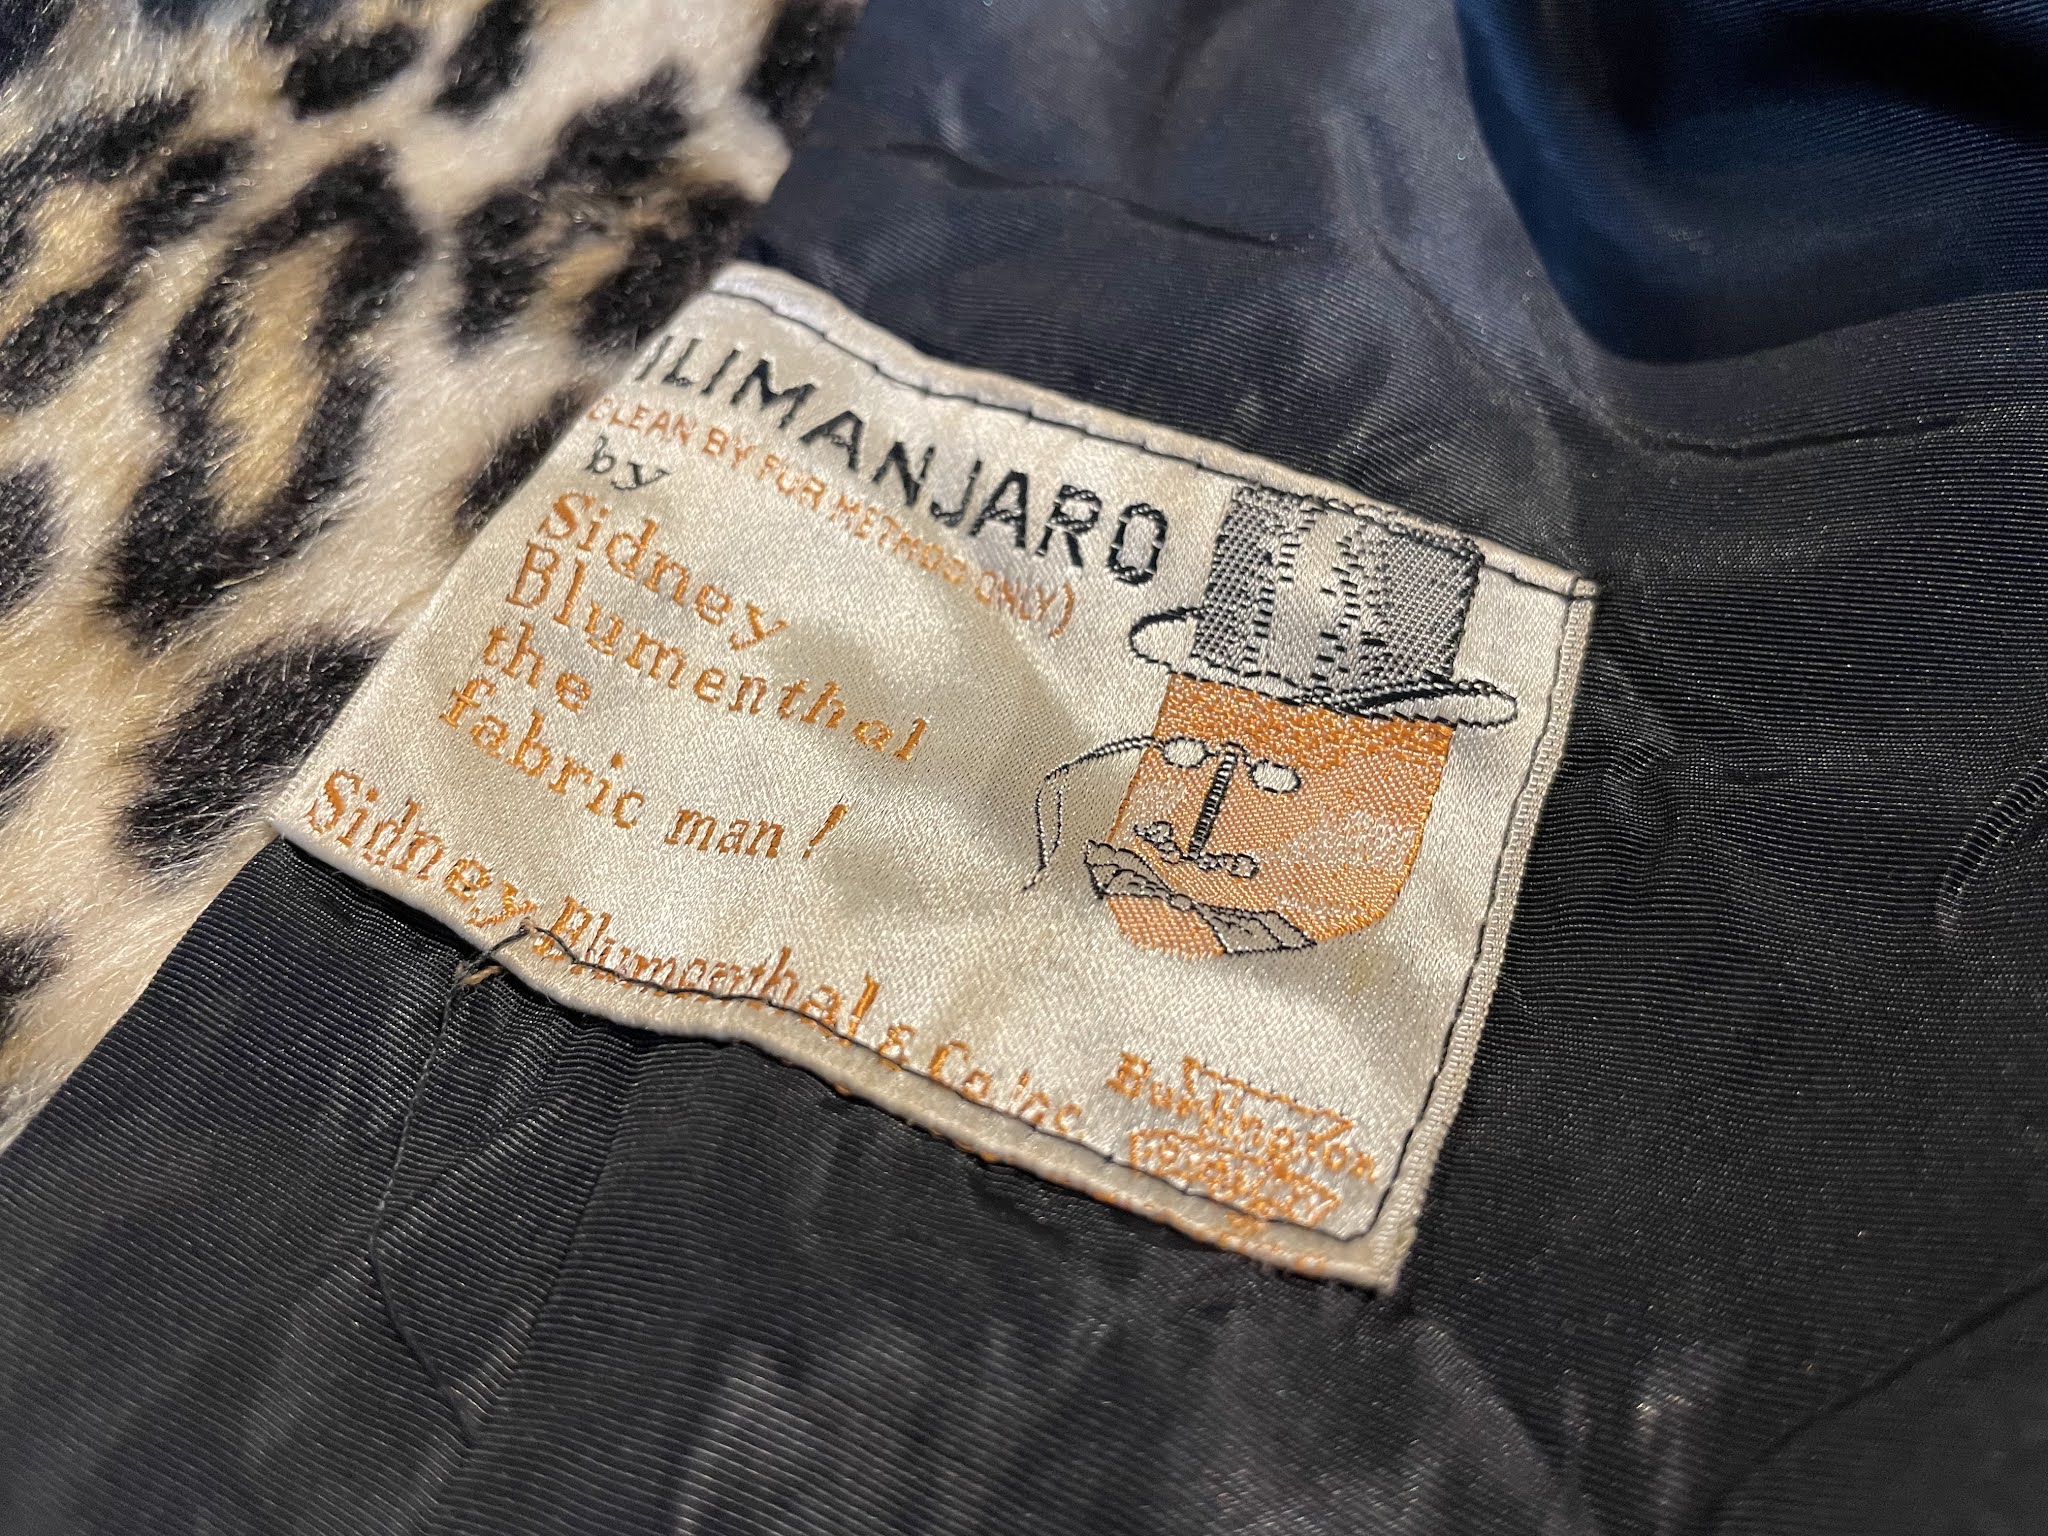 ILIMANJARO
CLEAN BY FUR METHOD ONLY)
by
Sidney
Blumenthal
the
fabric man!
Sidney Blumenthal & Co. Inc.
Burlington